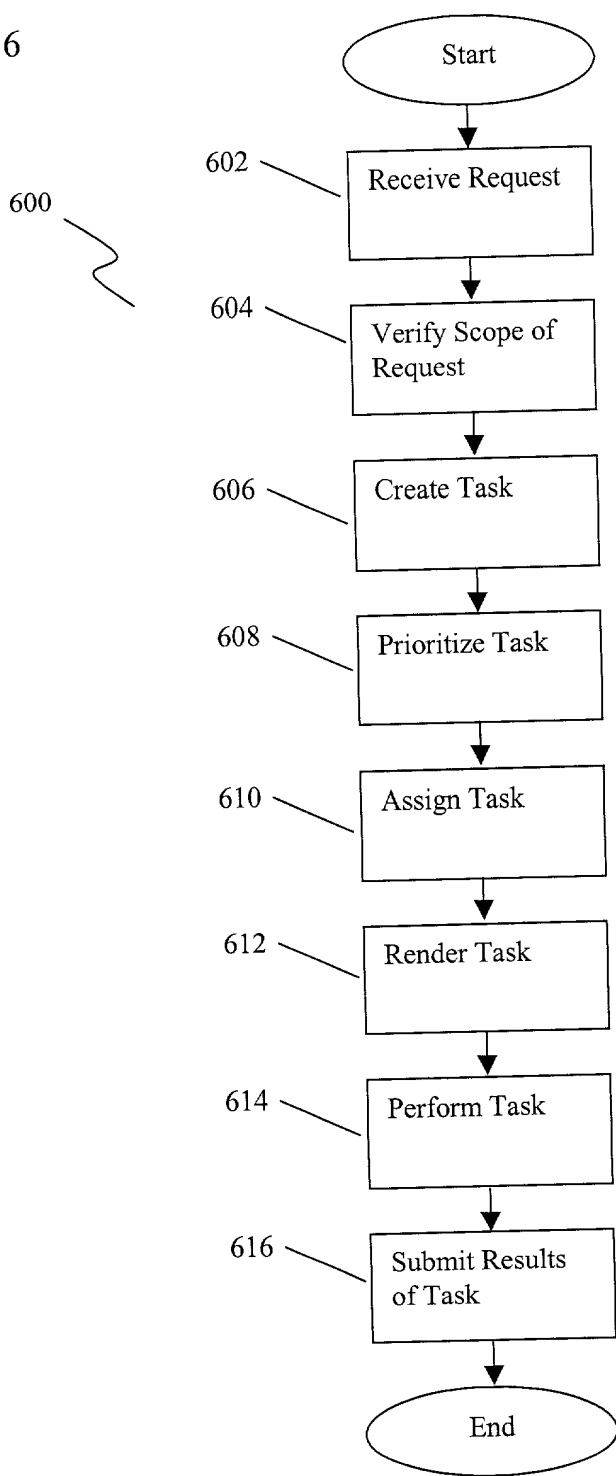 6
Start
602
Receive Request
600
604
Verify Scope of
Request
606
Create Task
608
Prioritize Task
610
Assign Task
612
Render Task
614
Perform Task
616
Submit Results
of Task
End